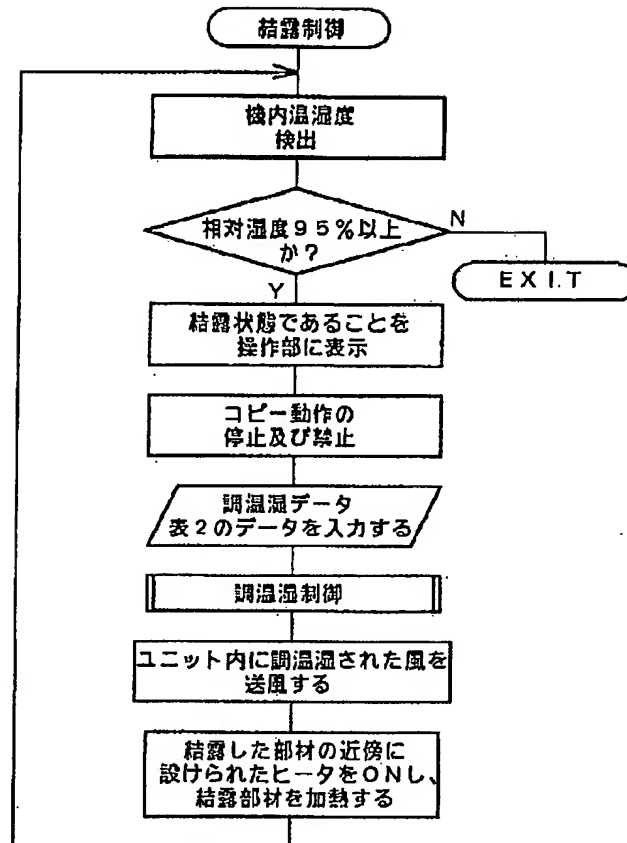 結露制御
機内温湿度
検出
相対湿度95%以上
か?
N
EXIT
Y
結露状態であることを
操作部に表示
コピー動作の
停止及び禁止
調温湿データ
表2のデータを入力する
調温湿制御
ユニット内に調温湿された風を
送風する
結露した部材の近傍に
設けられたヒータをONし、
結露部材を加熱する